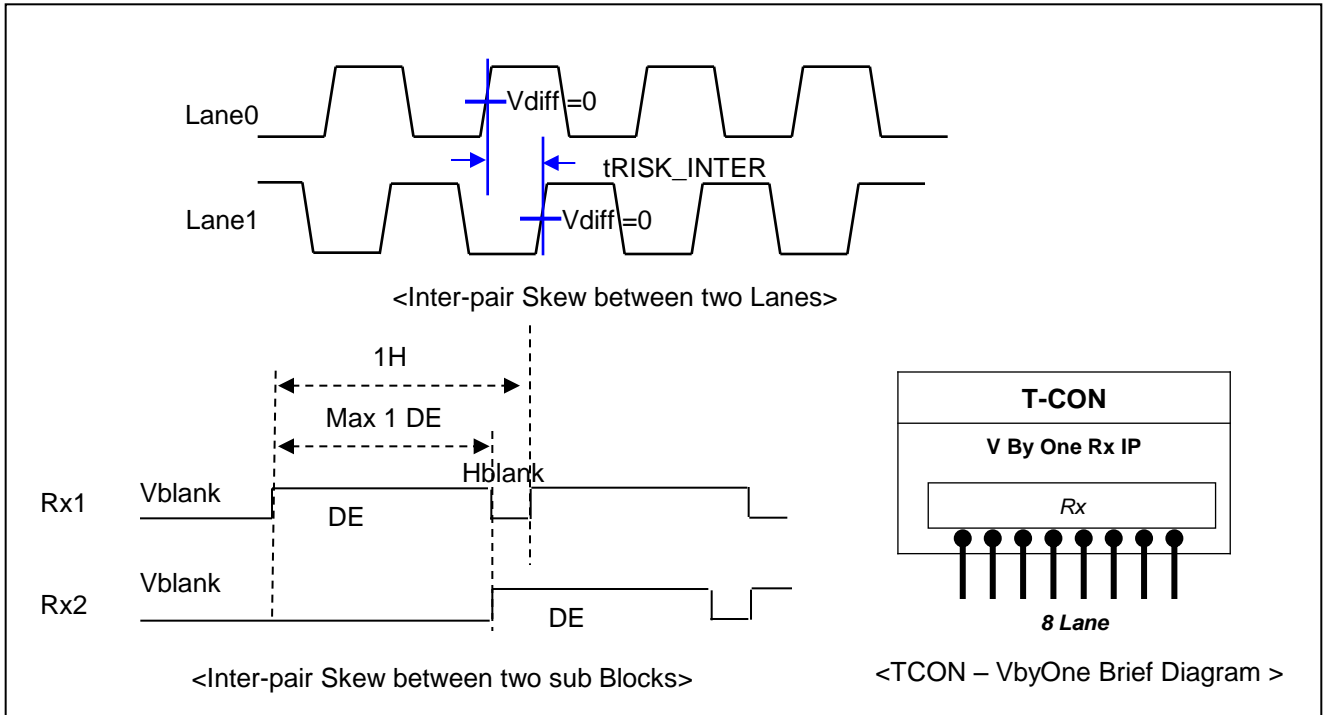 Lane0
Vdiff =0
tRISK_INTER
Lane1
Vdiff =0
<Inter-pair Skew between two Lanes>
1H
Max 1 DE
Hblank
Rx1
Vblank
DE
Rx2
Vblank
DE
<Inter-pair Skew between two sub Blocks>
T-CON
V By One Rx IP
Rx
8 Lane
<TCON – VbyOne Brief Diagram >